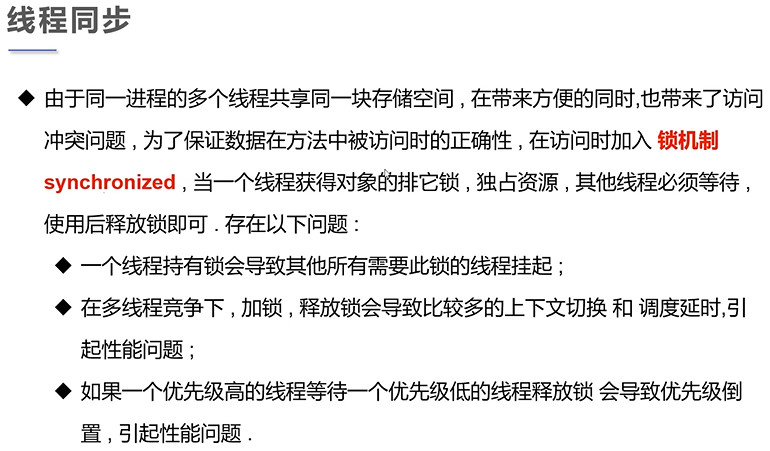 线程同步
◆ 由于同一进程的多个线程共享同一块存储空间 , 在带来方便的同时,也带来了访问
冲突问题 , 为了保证数据在方法中被访问时的正确性 , 在访问时加入 锁机制
synchronized , 当一个线程获得对象的排它锁 , 独占资源 , 其他线程必须等待 ,
使用后释放锁即可 . 存在以下问题 :
◆ 一个线程持有锁会导致其他所有需要此锁的线程挂起 ;
◆ 在多线程竞争下 , 加锁 , 释放锁会导致比较多的上下文切换 和 调度延时,引
起性能问题 ;
◆ 如果一个优先级高的线程等待一个优先级低的线程释放锁 会导致优先级倒
置 , 引起性能问题 .